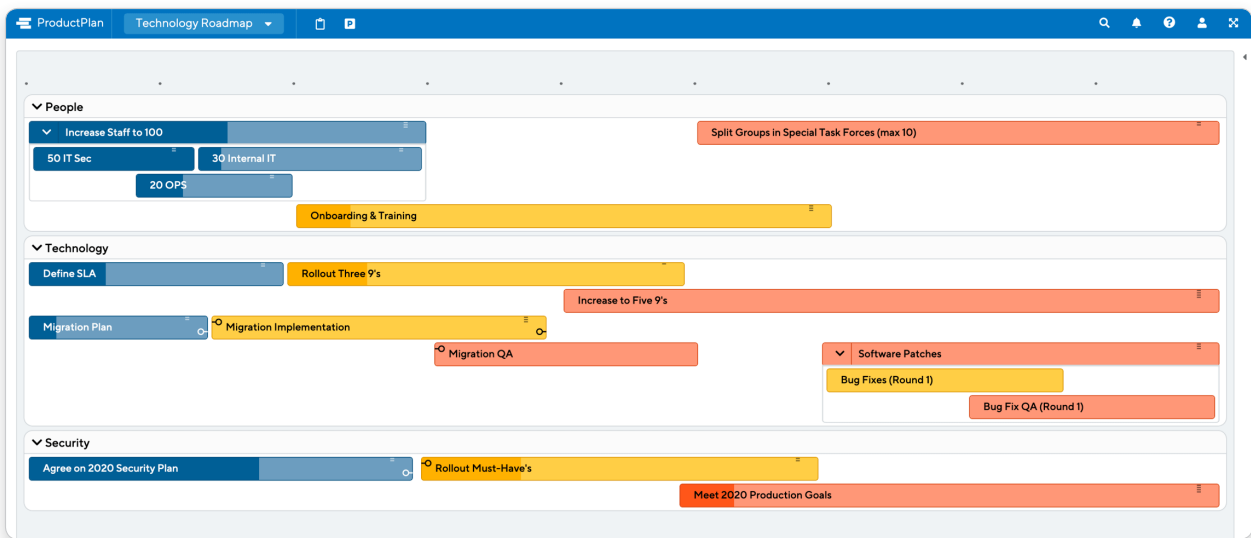 ProductPlan
Technology Roadmap
P
People
Increase Staff to 100
Split Groups in Special Task Forces (max 10)
50 IT Sec
30 Internal IT
20 OPS
Onboarding & Training
Technology
Define SLA
Rollout Three 9's
Increase to Five 9's
Migration Plan
Migration Implementation
Migration QA
Software Patches
Bug Fixes (Round 1)
Bug Fix QA (Round 1)
Security
Agree on 2020 Security Plan
Rollout Must-Have's
Meet 2020 Production Goals